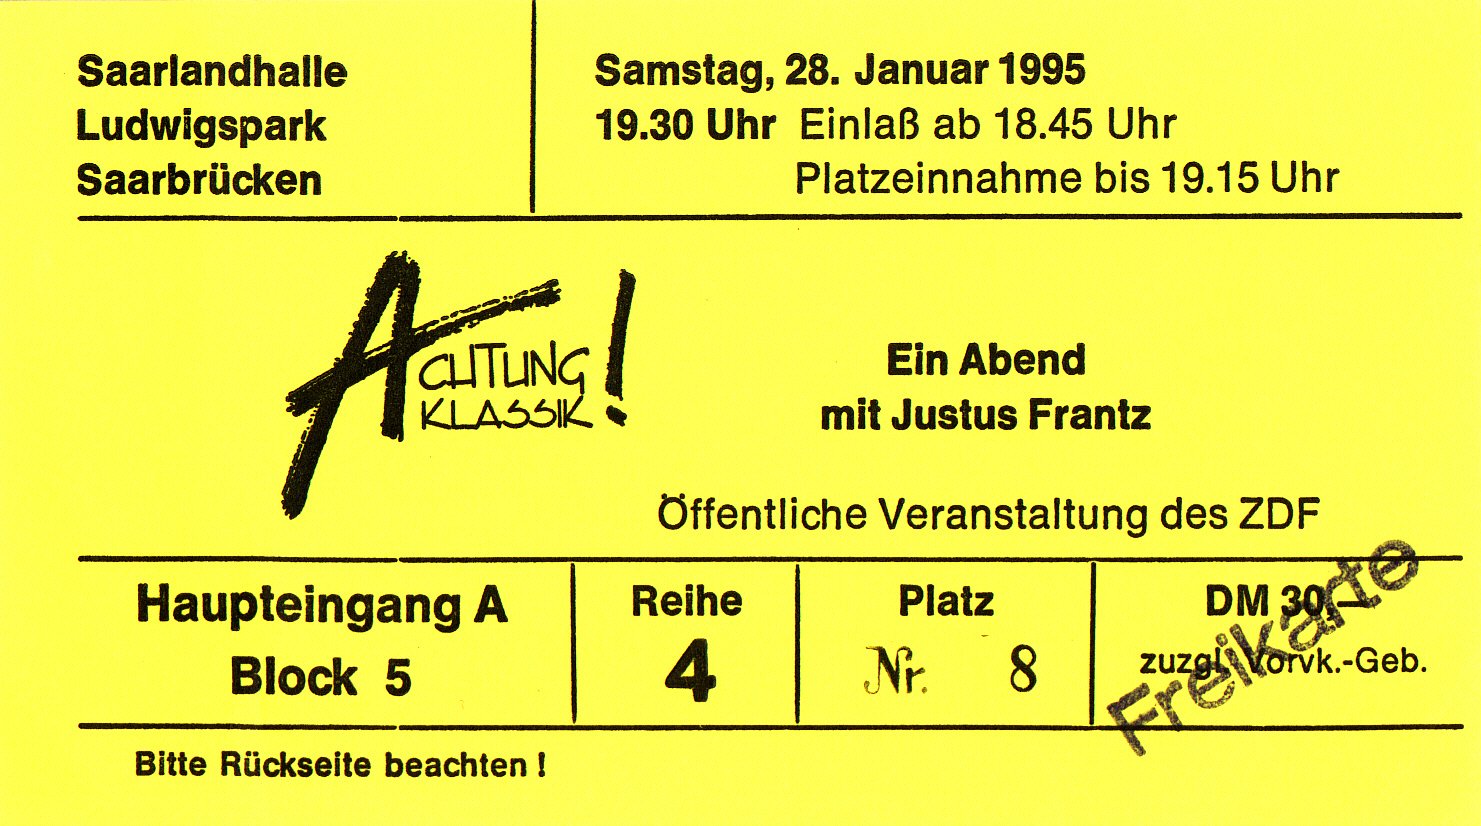 Saarlandhalle
Ludwigspark
Saarbrücken
Samstag, 28. Januar 1995
19.30 Uhr Einlaß ab 18.45 Uhr
Platzeinnahme bis 19.15 Uhr
ACHTUNG!
KLASSIK
Ein Abend
mit Justus Frantz
Öffentliche Veranstaltung des ZDF
Haupteingang A
Block 5
Reihe
4
Platz
Nr. 8
DM 30,–
zuzgl. Vorvk.-Geb.
Freikarte
Bitte Rückseite beachten !